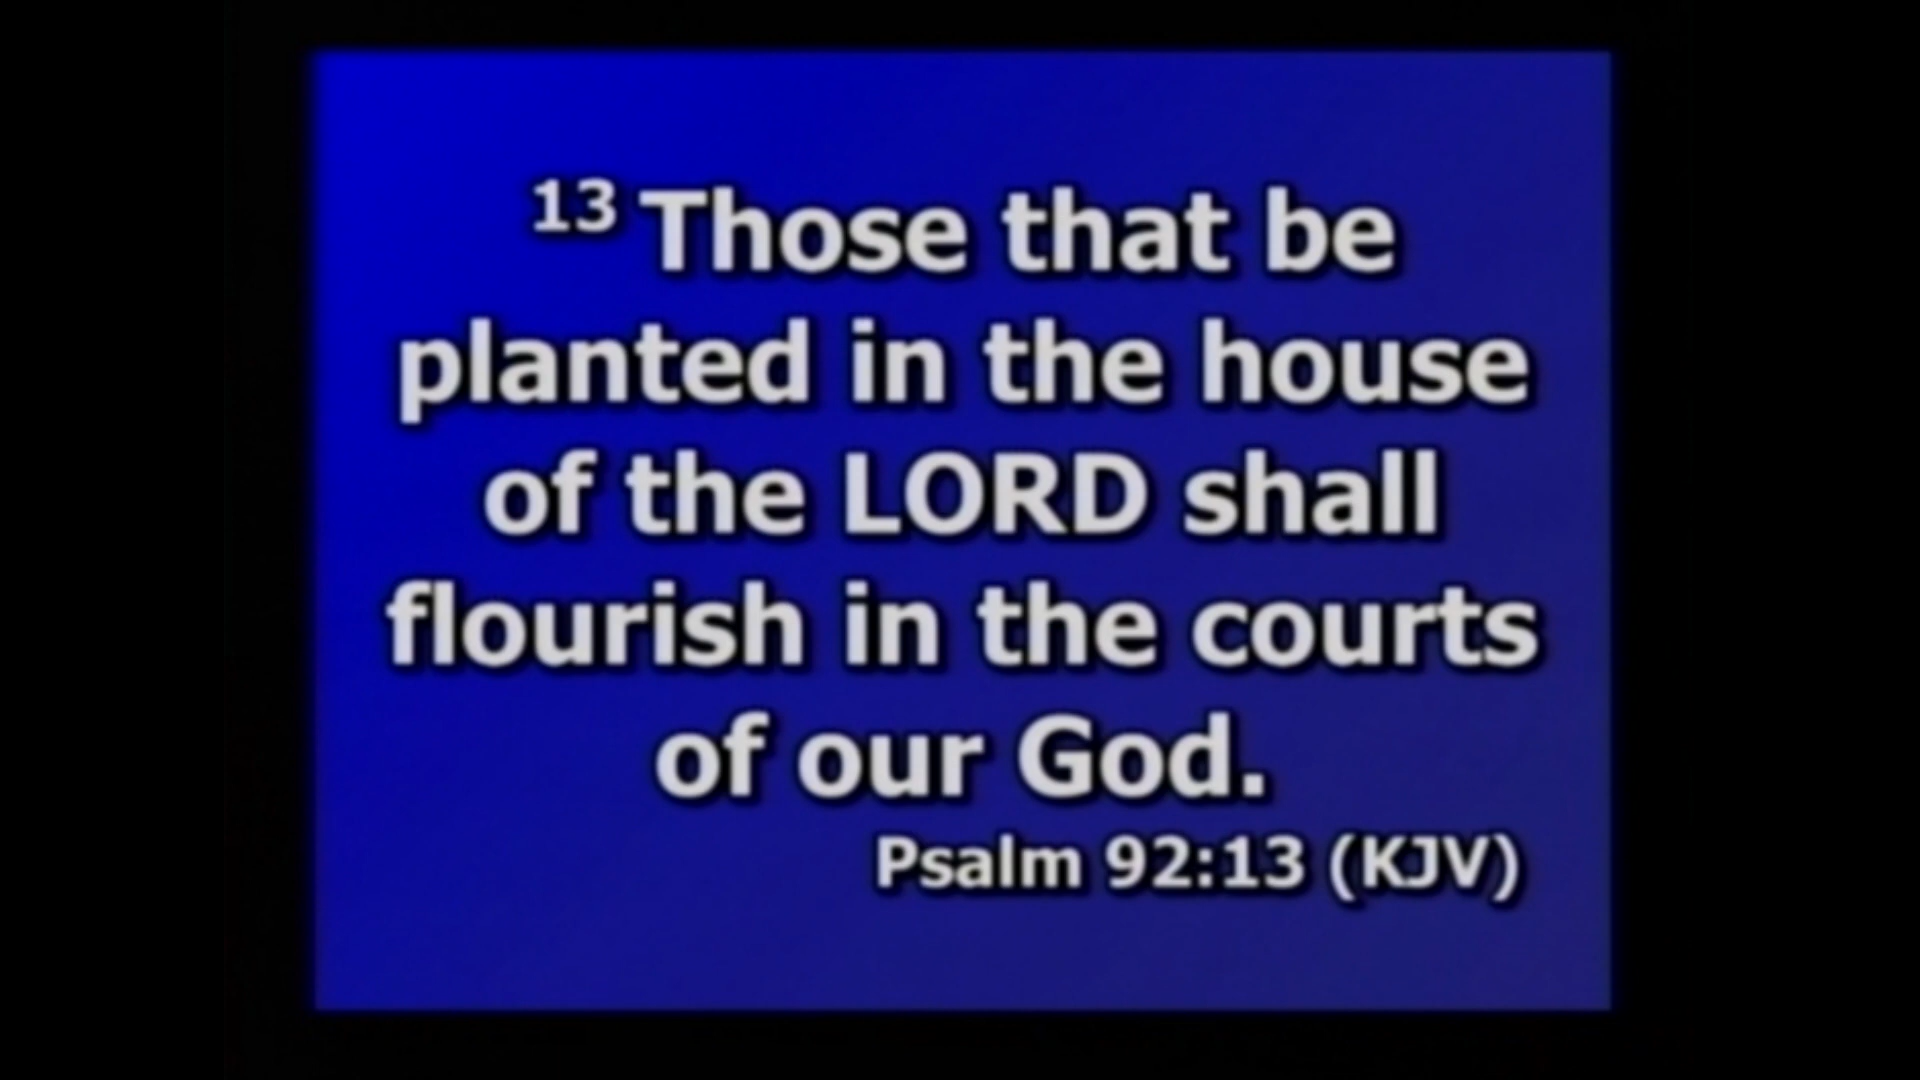 13 Those that be
planted in the house
of the LORD shall
flourish in the courts
of our God.
Psalm 92:13 (KJV)